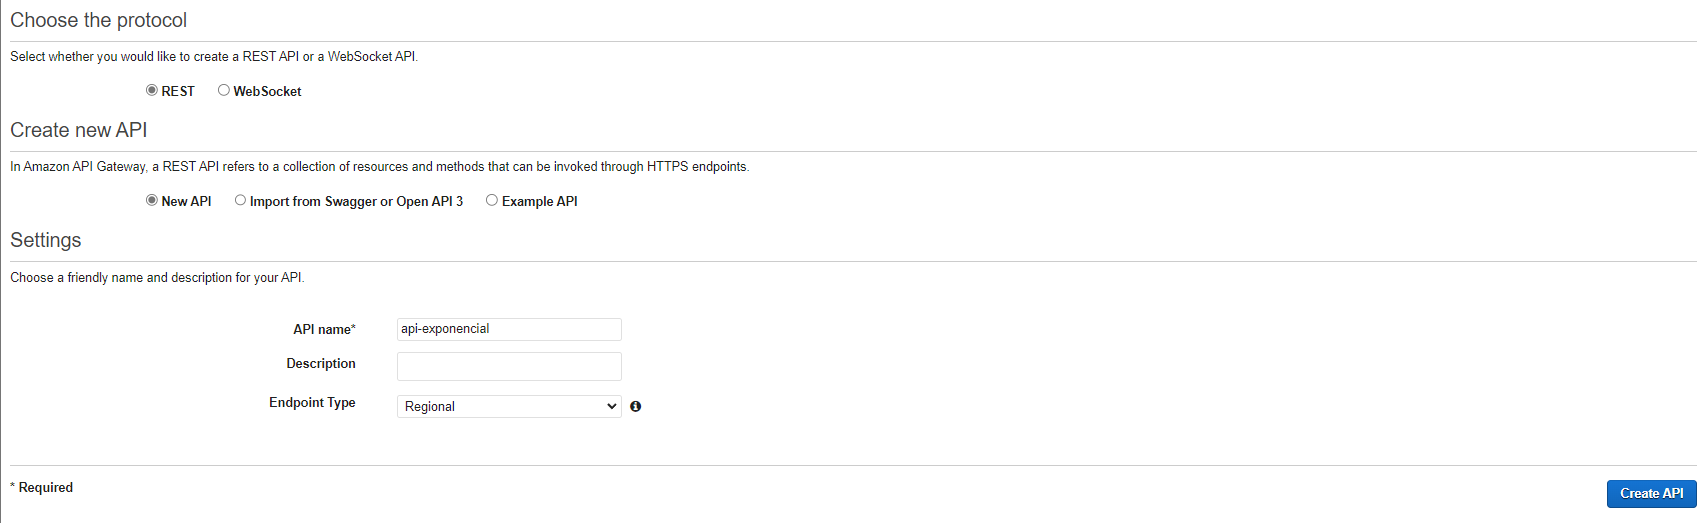 Choose the protocol
Select whether you would like to create a REST API or a WebSocket API.
REST WebSocket
Create new API
In Amazon API Gateway, a REST API refers to a collection of resources and methods that can be invoked through HTTPS endpoints.
New API Import from Swagger or Open API 3 Example API
Settings
Choose a friendly name and description for your API.
API name* api-exponencial
Description
Endpoint Type Regional
* Required
Create API